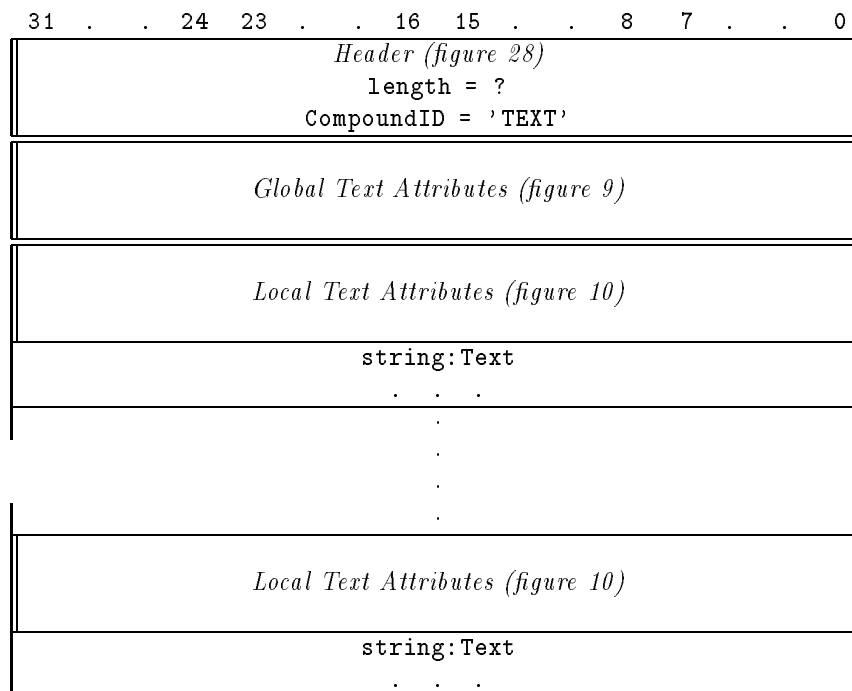 31 . . 24 23 . . 16 15 . . 8 7 . . 0
Header (figure 28)
length = ?
CompoundID = 'TEXT'
Global Text Attributes (figure 9)
Local Text Attributes (figure 10)
string:Text
. . .
.
.
.
.
Local Text Attributes (figure 10)
string:Text
. . .